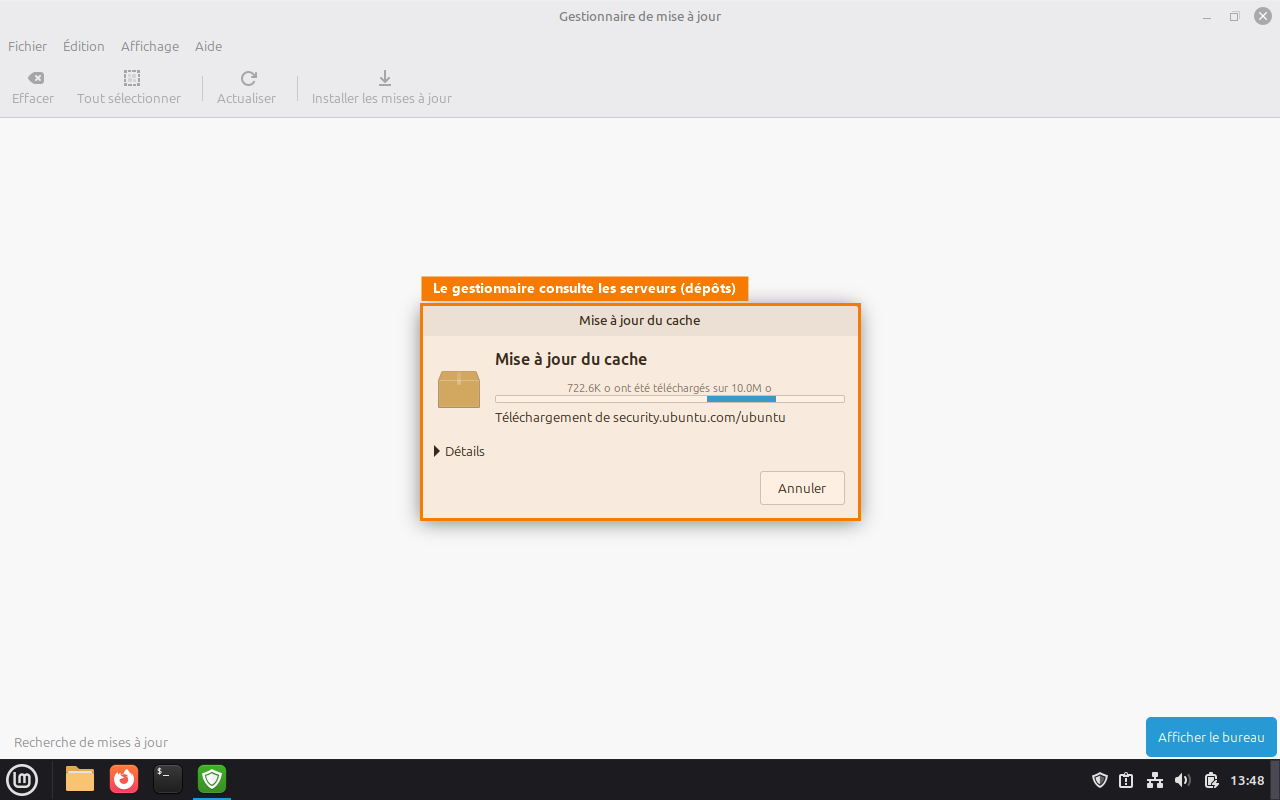 Gestionnaire de mise à jour
Fichier Édition Affichage Aide
Effacer Tout sélectionner Actualiser Installer les mises à jour
Le gestionnaire consulte les serveurs (dépôts)
Mise à jour du cache
Mise à jour du cache
722.6K o ont été téléchargés sur 10.0M o
Téléchargement de security.ubuntu.com/ubuntu
Détails
Annuler
Afficher le bureau
Recherche de mises à jour
lm $_ 13:48